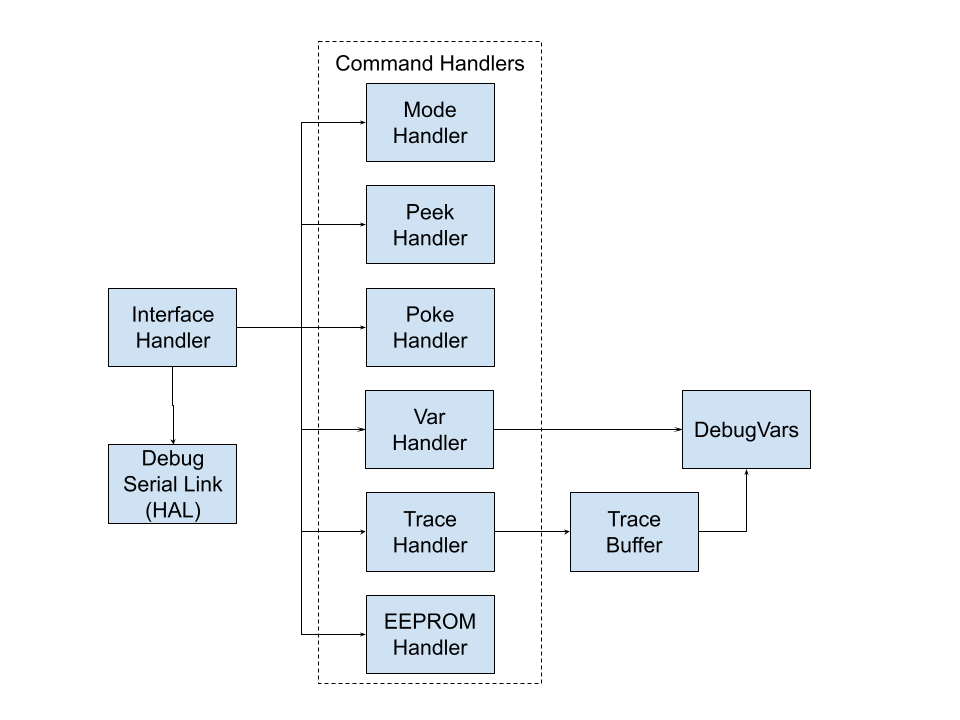 Command Handlers
Mode
Handler
Peek
Handler
Interface
Handler
Poke
Handler
Var
Handler
DebugVars
Debug
Serial Link
(HAL)
Trace
Handler
Trace
Buffer
EEPROM
Handler